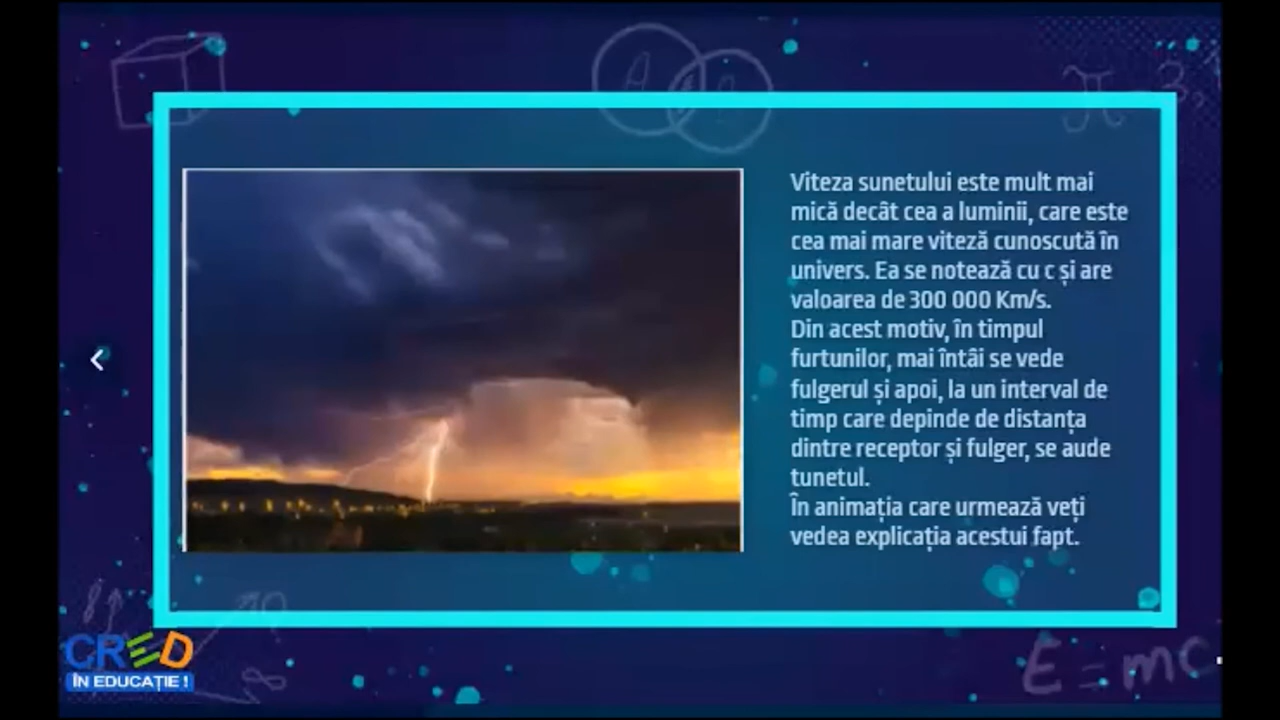 A
π = 3,1
Viteza sunetului este mult mai
mică decât cea a luminii, care este
cea mai mare viteză cunoscută în
univers. Ea se notează cu c și are
valoarea de 300 000 Km/s.
Din acest motiv, în timpul
furtunilor, mai întâi se vede
fulgerul și apoi, la un interval de
timp care depinde de distanța
dintre receptor și fulger, se aude
tunetul.
În animația care urmează veți
vedea explicația acestui fapt.
CRED
ÎN EDUCAȚIE !
E = mc